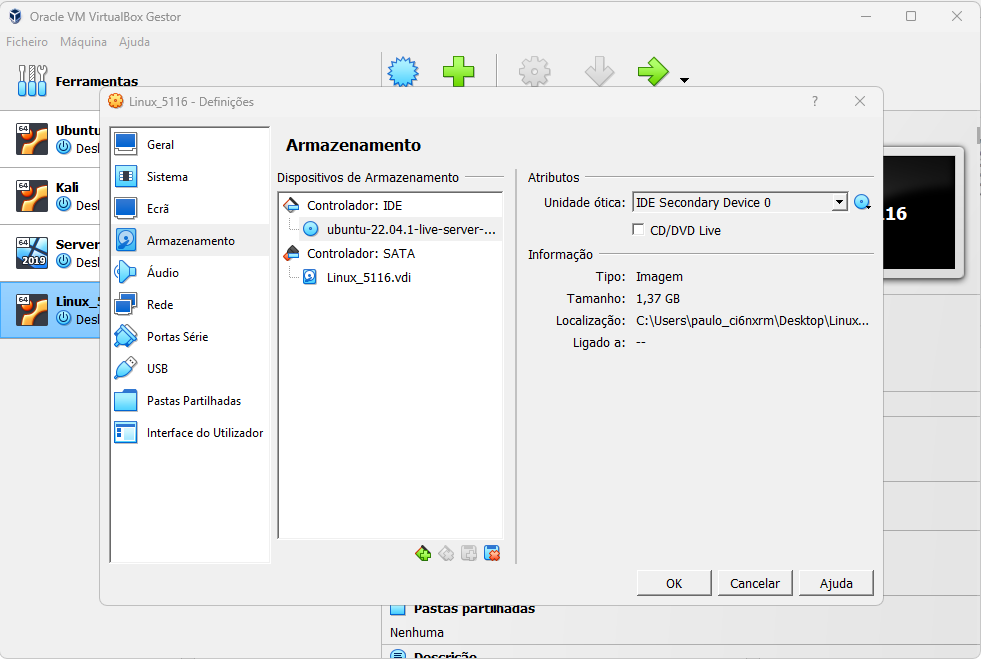 Oracle VM VirtualBox Gestor
Ficheiro Máquina Ajuda
Ferramentas
64
Ubuntu
Desl
64
Kali
Desl
64
2019
Server
Desl
64
Linux_5
Desl
Linux_5116 - Definições
?
Geral
Sistema
Ecrã
Armazenamento
Áudio
Rede
Portas Série
USB
Pastas Partilhadas
Interface do Utilizador
Armazenamento
Dispositivos de Armazenamento
Controlador: IDE
ubuntu-22.04.1-live-server-...
Controlador: SATA
Linux_5116.vdi
Atributos
Unidade ótica: IDE Secondary Device 0
CD/DVD Live
Informação
Tipo: Imagem
Tamanho: 1,37 GB
Localização: C:\Users\paulo_ci6nxrm\Desktop\Linux...
Ligado a: --
OK Cancelar Ajuda
16
Pastas partilhadas
Nenhuma
Descrição